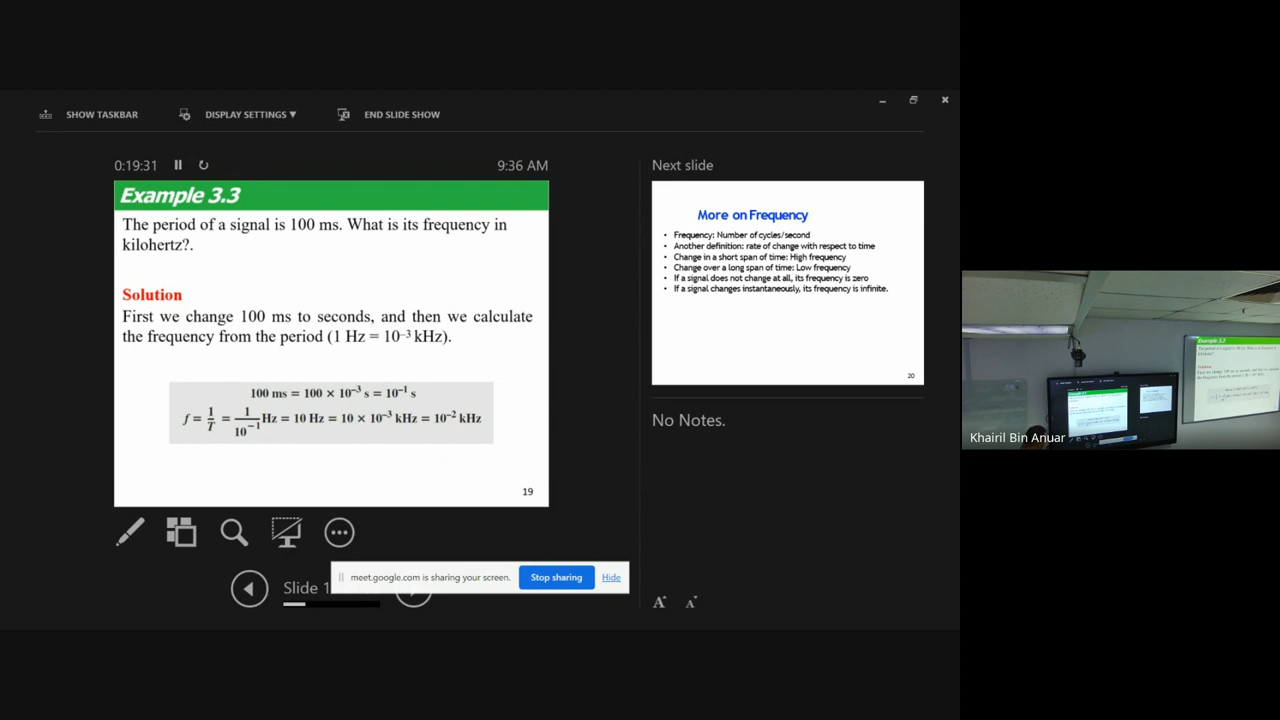 SHOW TASKBAR
DISPLAY SETTINGS ▼
END SLIDE SHOW
0:19:31
9:36 AM
Example 3.3
The period of a signal is 100 ms. What is its frequency in
kilohertz?.
Solution
First we change 100 ms to seconds, and then we calculate
the frequency from the period (1 Hz = 10⁻³ kHz).
100 ms = 100 × 10⁻³ s = 10⁻¹ s
f = 1/T = 1/10⁻¹ Hz = 10 Hz = 10 × 10⁻³ kHz = 10⁻² kHz
19
Slide 1
meet.google.com is sharing your screen.
Stop sharing
Hide
Next slide
More on Frequency
• Frequency: Number of cycles/second
• Another definition: rate of change with respect to time
• Change in a short span of time: High frequency
• Change over a long span of time: Low frequency
• If a signal does not change at all, its frequency is zero
• If a signal changes instantaneously, its frequency is infinite.
20
No Notes.
A A
Khairil Bin Anuar
Example 3.3
Solution